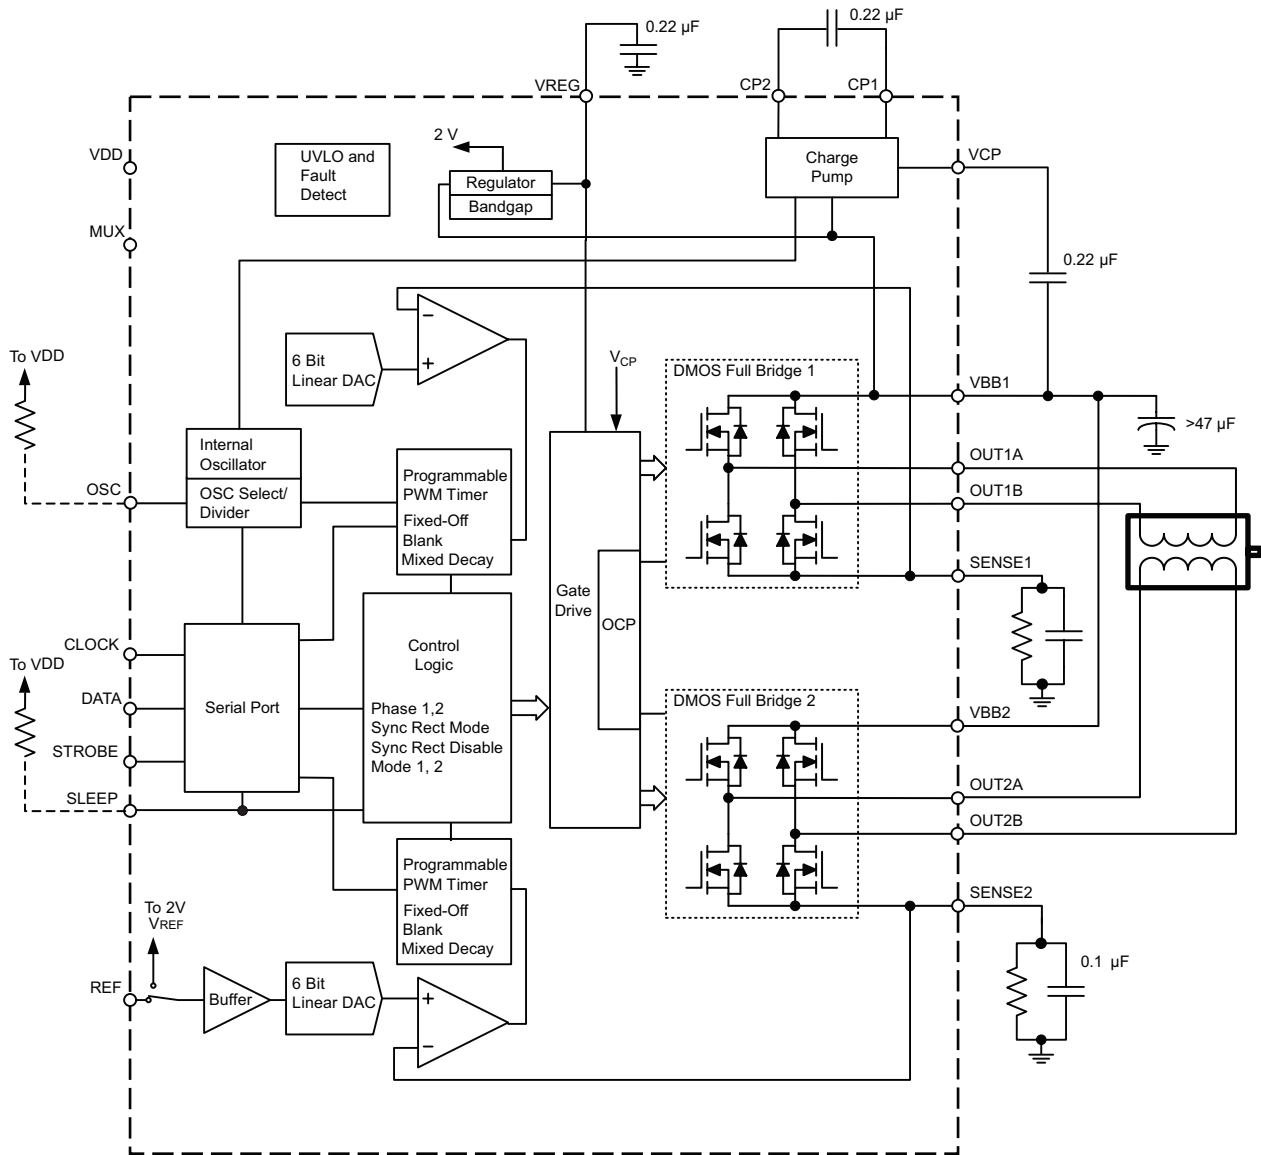 0.22 µF
0.22 µF
VREG
CP2
CP1
VDD
UVLO and
Fault
Detect
2 V
Regulator
Bandgap
Charge
Pump
VCP
MUX
0.22 µF
−
+
6 Bit
Linear DAC
To VDD
VCP
DMOS Full Bridge 1
VBB1
>47 µF
Internal
Oscillator
OSC Select/
Divider
OSC
Programmable
PWM Timer
Fixed-Off
Blank
Mixed Decay
OUT1A
OUT1B
SENSE1
Gate
Drive
OCP
CLOCK
To VDD
DATA
STROBE
SLEEP
Serial Port
Control
Logic
Phase 1,2
Sync Rect Mode
Sync Rect Disable
Mode 1, 2
DMOS Full Bridge 2
VBB2
OUT2A
OUT2B
SENSE2
Programmable
PWM Timer
Fixed-Off
Blank
Mixed Decay
To 2V
VREF
REF
Buffer
6 Bit
Linear DAC
+
−
0.1 µF